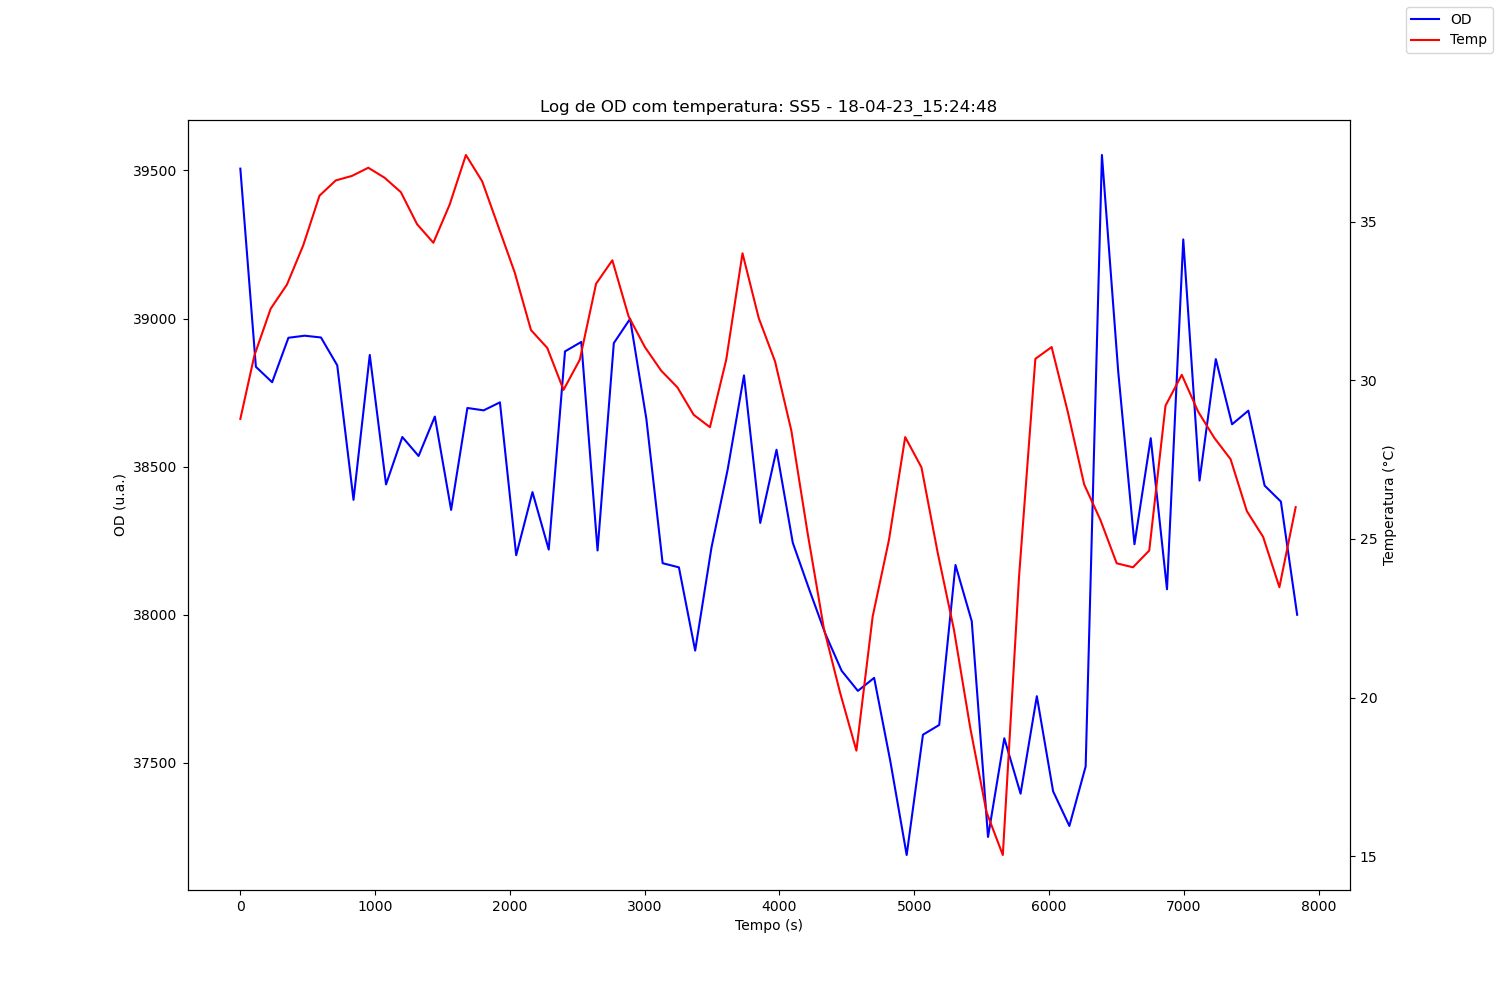 OD
Temp
Log de OD com temperatura: SS5 - 18-04-23_15:24:48
39500
39000
38500
38000
37500
OD (u.a.)
35
30
25
20
15
Temperatura (°C)
0 1000 2000 3000 4000 5000 6000 7000 8000
Tempo (s)